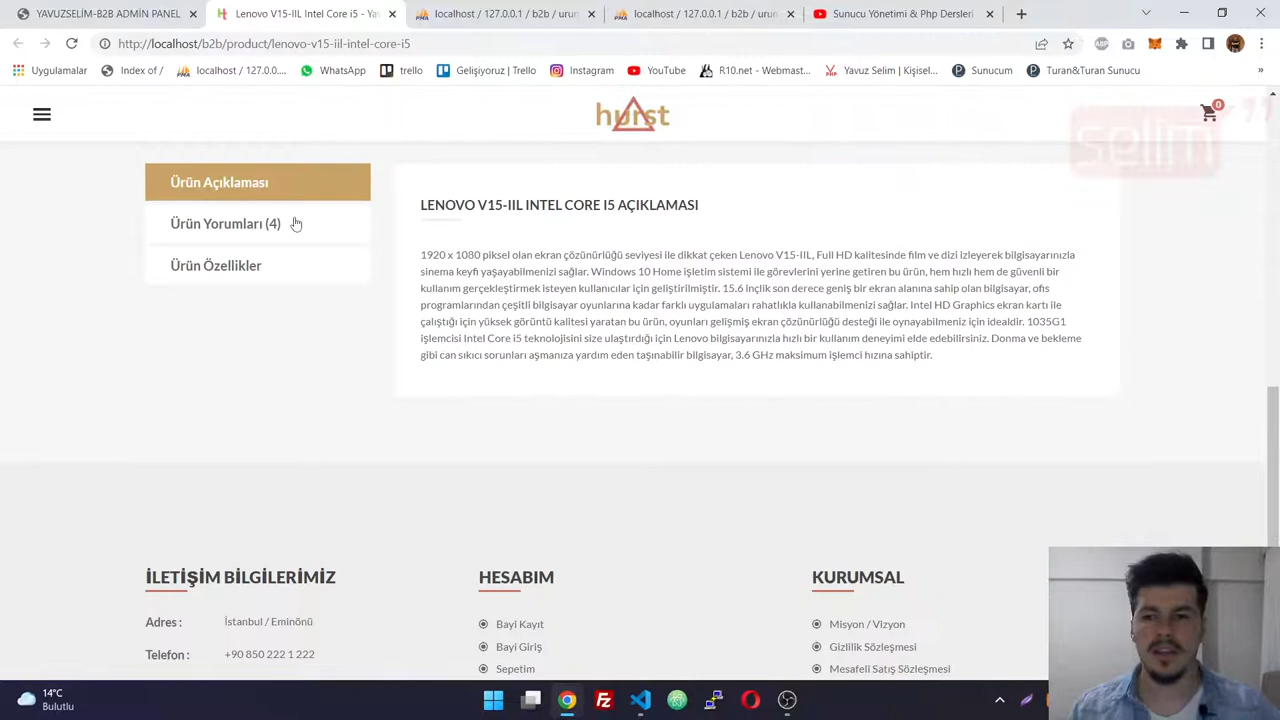 YAVUZSELİM-B2B ADMİN PANEL
Lenovo V15-IIL Intel Core i5 - Yav
localhost / 127.0.0.1 / b2b / urun
localhost / 127.0.0.1 / b2b / urun
Sunucu Yönetimi & Php Dersleri
http://localhost/b2b/product/lenovo-v15-iil-intel-core-i5
Uygulamalar
Index of /
localhost / 127.0.0....
WhatsApp
trello
Gelişiyoruz | Trello
Instagram
YouTube
R10.net - Webmast...
Yavuz Selim | Kişisel...
Sunucum
Turan&Turan Sunucu
hurst
0
selim
Ürün Açıklaması
Ürün Yorumları (4)
Ürün Özellikler
LENOVO V15-IIL INTEL CORE I5 AÇIKLAMASI
1920 x 1080 piksel olan ekran çözünürlüğü seviyesi ile dikkat çeken Lenovo V15-IIL, Full HD kalitesinde film ve dizi izleyerek bilgisayarınızla
sinema keyfi yaşayabilmenizi sağlar. Windows 10 Home işletim sistemi ile görevlerini yerine getiren bu ürün, hem hızlı hem de güvenli bir
kullanım gerçekleştirmek isteyen kullanıcılar için geliştirilmiştir. 15.6 inçlik son derece geniş bir ekran alanına sahip olan bilgisayar, ofis
programlarından çeşitli bilgisayar oyunlarına kadar farklı uygulamaları rahatlıkla kullanabilmenizi sağlar. Intel HD Graphics ekran kartı ile
çalıştığı için yüksek görüntü kalitesi yaratan bu ürün, oyunları gelişmiş ekran çözünürlüğü desteği ile oynayabilmeniz için idealdir. 1035G1
işlemcisi Intel Core i5 teknolojisini size ulaştırdığı için Lenovo bilgisayarınızla hızlı bir kullanım deneyimi elde edebilirsiniz. Donma ve bekleme
gibi can sıkıcı sorunları aşmanıza yardım eden taşınabilir bilgisayar, 3.6 GHz maksimum işlemci hızına sahiptir.
İLETİŞİM BİLGİLERİMİZ
Adres :
İstanbul / Eminönü
Telefon :
+90 850 222 1 222
HESABIM
Bayi Kayıt
Bayi Giriş
Sepetim
KURUMSAL
Misyon / Vizyon
Gizlilik Sözleşmesi
Mesafeli Satış Sözleşmesi
14°C
Bulutlu